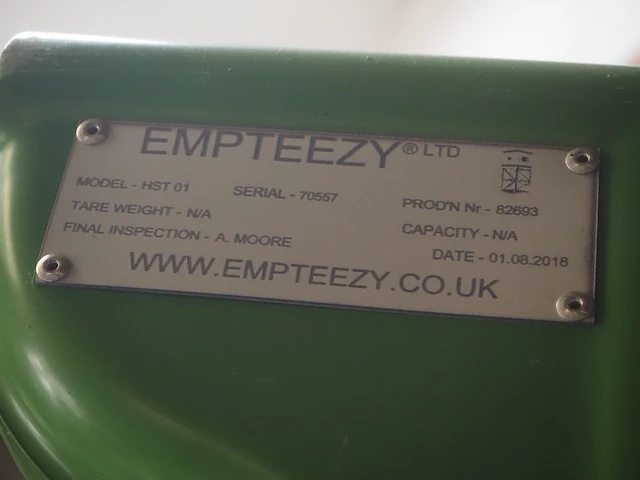 EMPTEEZY® LTD
MODEL - HST 01 SERIAL - 70557 PROD'N Nr - 82693
TARE WEIGHT - N/A CAPACITY - N/A
FINAL INSPECTION - A. MOORE DATE - 01.08.2018
WWW.EMPTEEZY.CO.UK